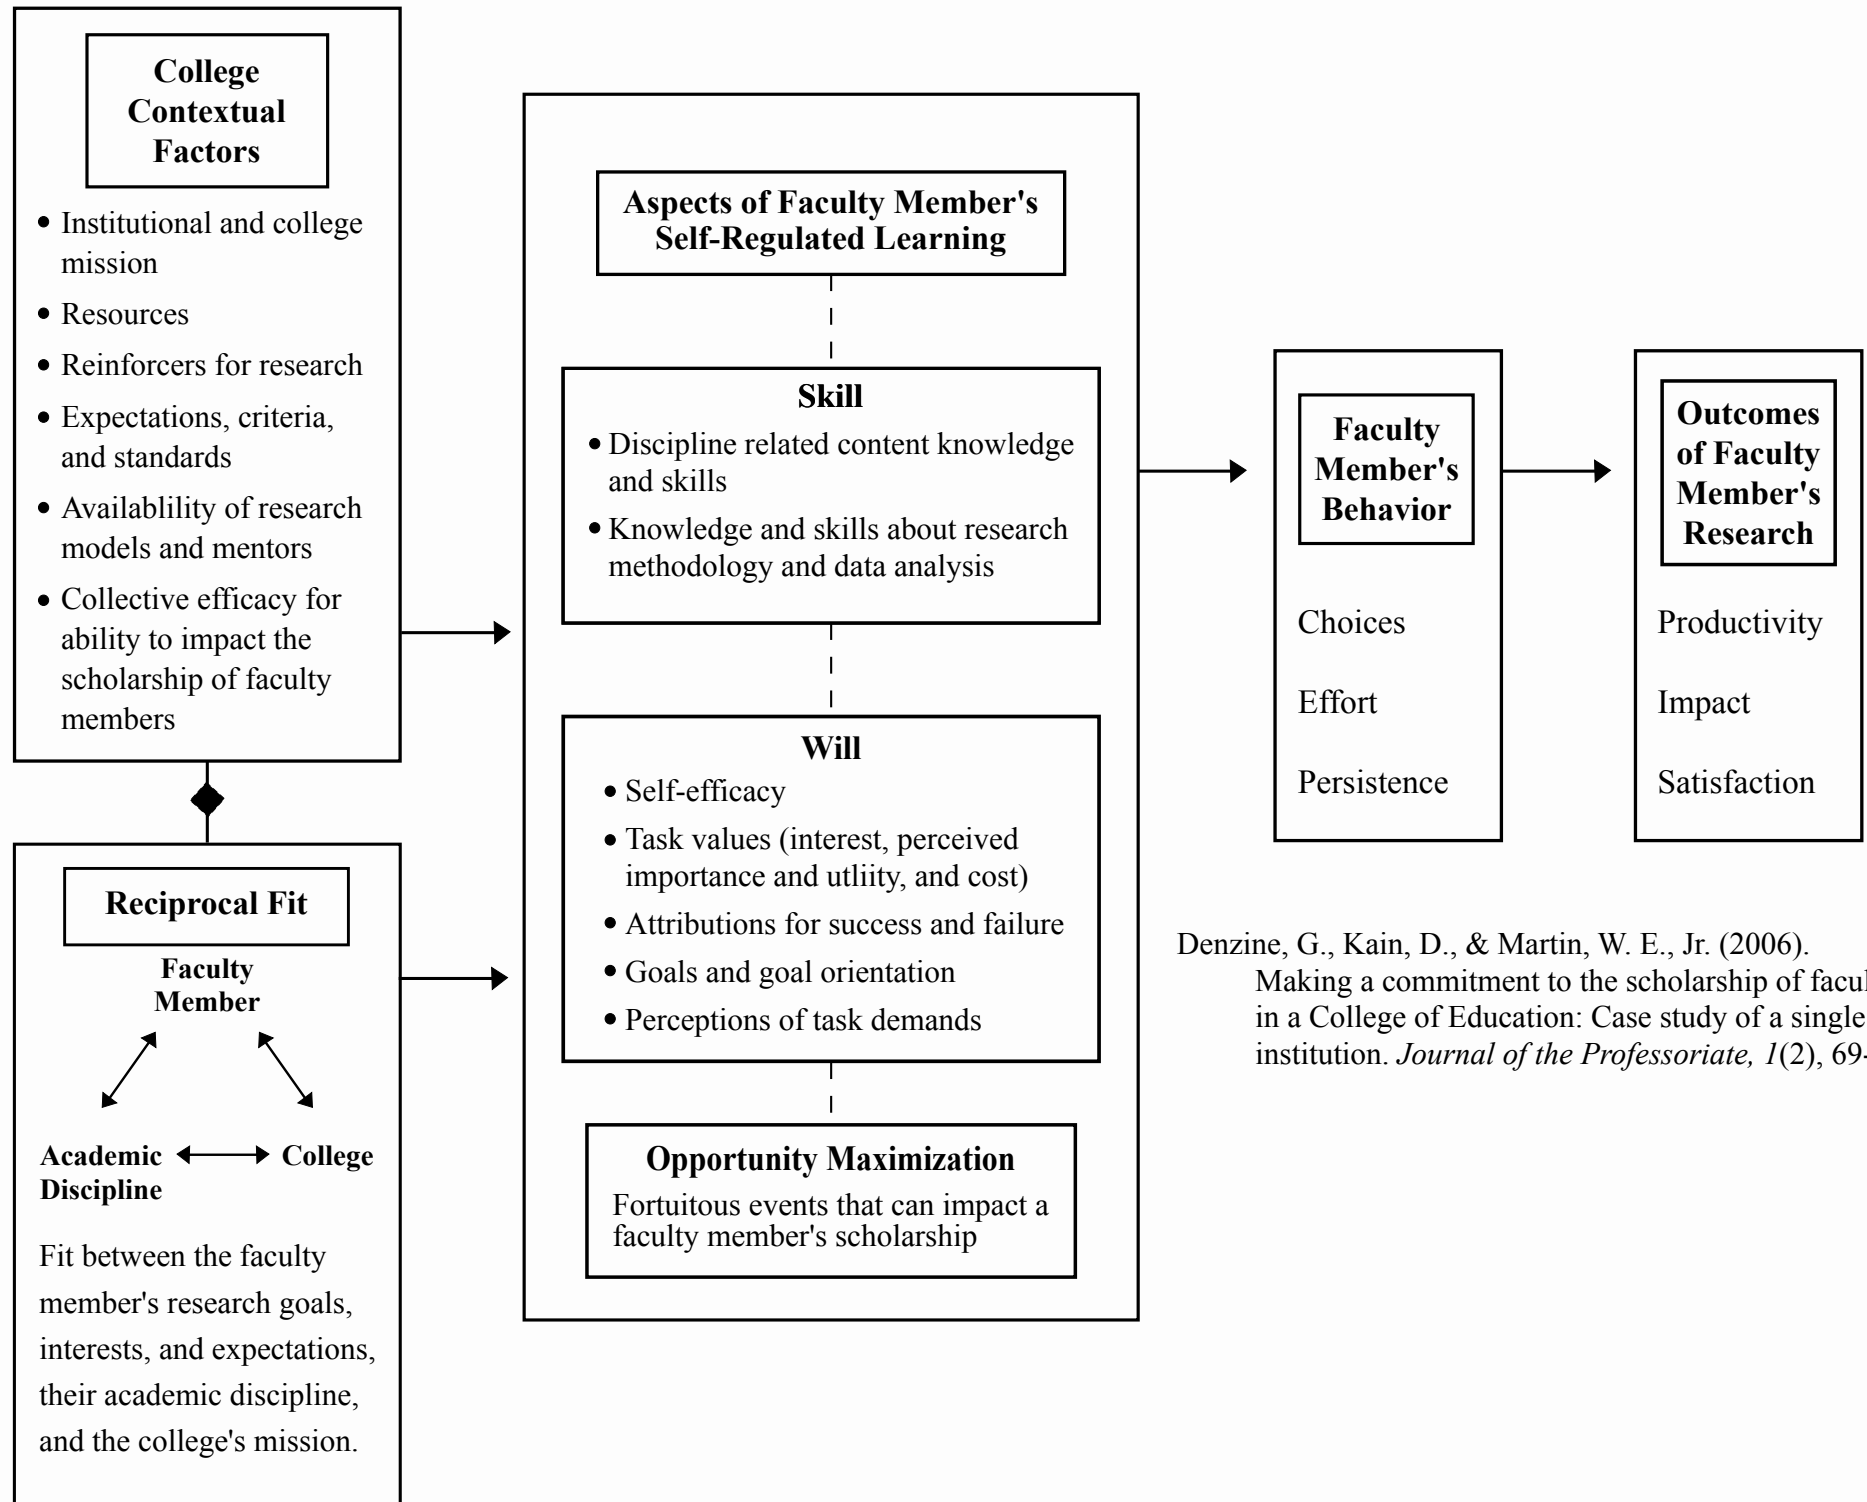 College
Contextual
Factors
• Institutional and college
mission
• Resources
• Reinforcers for research
• Expectations, criteria,
and standards
• Availablility of research
models and mentors
• Collective efficacy for
ability to impact the
scholarship of faculty
members
Reciprocal Fit
Faculty
Member
Academic
Discipline
College
Fit between the faculty
member's research goals,
interests, and expectations,
their academic discipline,
and the college's mission.
Aspects of Faculty Member's
Self-Regulated Learning
Skill
• Discipline related content knowledge
and skills
• Knowledge and skills about research
methodology and data analysis
Will
• Self-efficacy
• Task values (interest, perceived
importance and utliity, and cost)
• Attributions for success and failure
• Goals and goal orientation
• Perceptions of task demands
Opportunity Maximization
Fortuitous events that can impact a
faculty member's scholarship
Faculty
Member's
Behavior
Choices
Effort
Persistence
Outcomes
of Faculty
Member's
Research
Productivity
Impact
Satisfaction
Denzine, G., Kain, D., & Martin, W. E., Jr. (2006).
Making a commitment to the scholarship of facul
in a College of Education: Case study of a single
institution. Journal of the Professoriate, 1(2), 69-